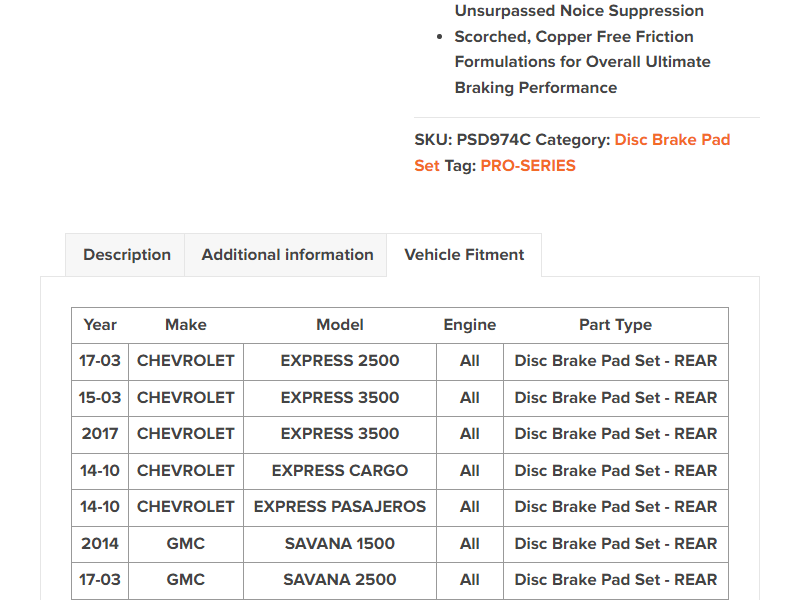 Unsurpassed Noice Suppression
Scorched, Copper Free Friction
Formulations for Overall Ultimate
Braking Performance
SKU: PSD974C Category: Disc Brake Pad
Set Tag: PRO-SERIES
Description Additional information Vehicle Fitment
Year Make Model Engine Part Type
17-03 CHEVROLET EXPRESS 2500 All Disc Brake Pad Set - REAR
15-03 CHEVROLET EXPRESS 3500 All Disc Brake Pad Set - REAR
2017 CHEVROLET EXPRESS 3500 All Disc Brake Pad Set - REAR
14-10 CHEVROLET EXPRESS CARGO All Disc Brake Pad Set - REAR
14-10 CHEVROLET EXPRESS PASAJEROS All Disc Brake Pad Set - REAR
2014 GMC SAVANA 1500 All Disc Brake Pad Set - REAR
17-03 GMC SAVANA 2500 All Disc Brake Pad Set - REAR